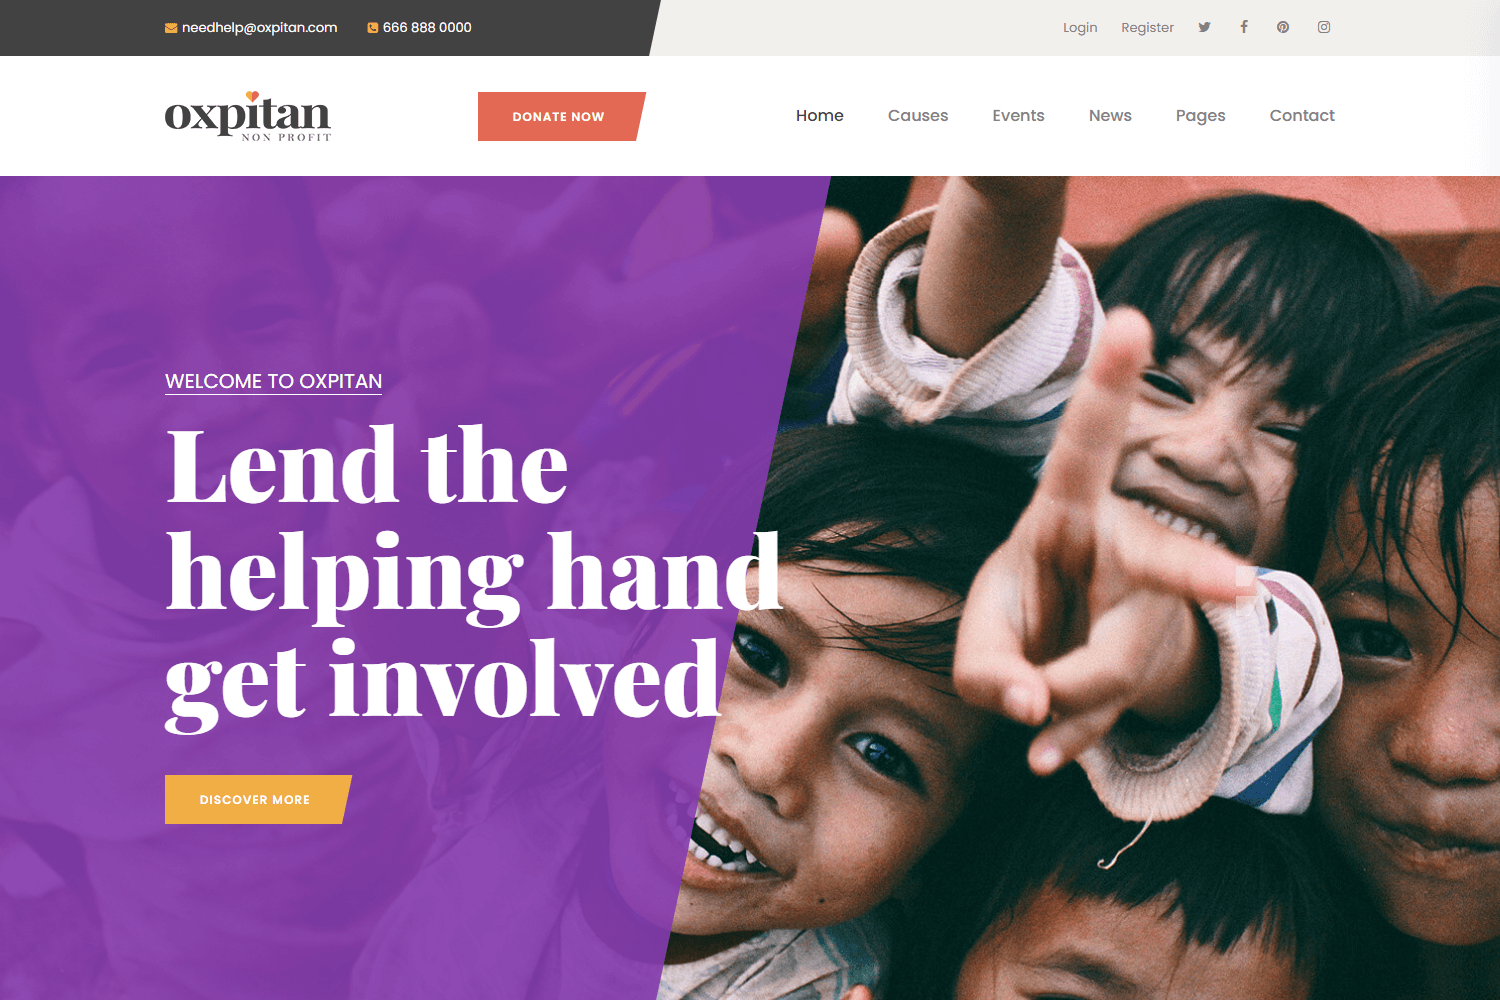 needhelp@oxpitan.com
666 888 0000
Login
Register
oxpitan
NON PROFIT
DONATE NOW
Home
Causes
Events
News
Pages
Contact
WELCOME TO OXPITAN
Lend the
helping hand
get involved
DISCOVER MORE